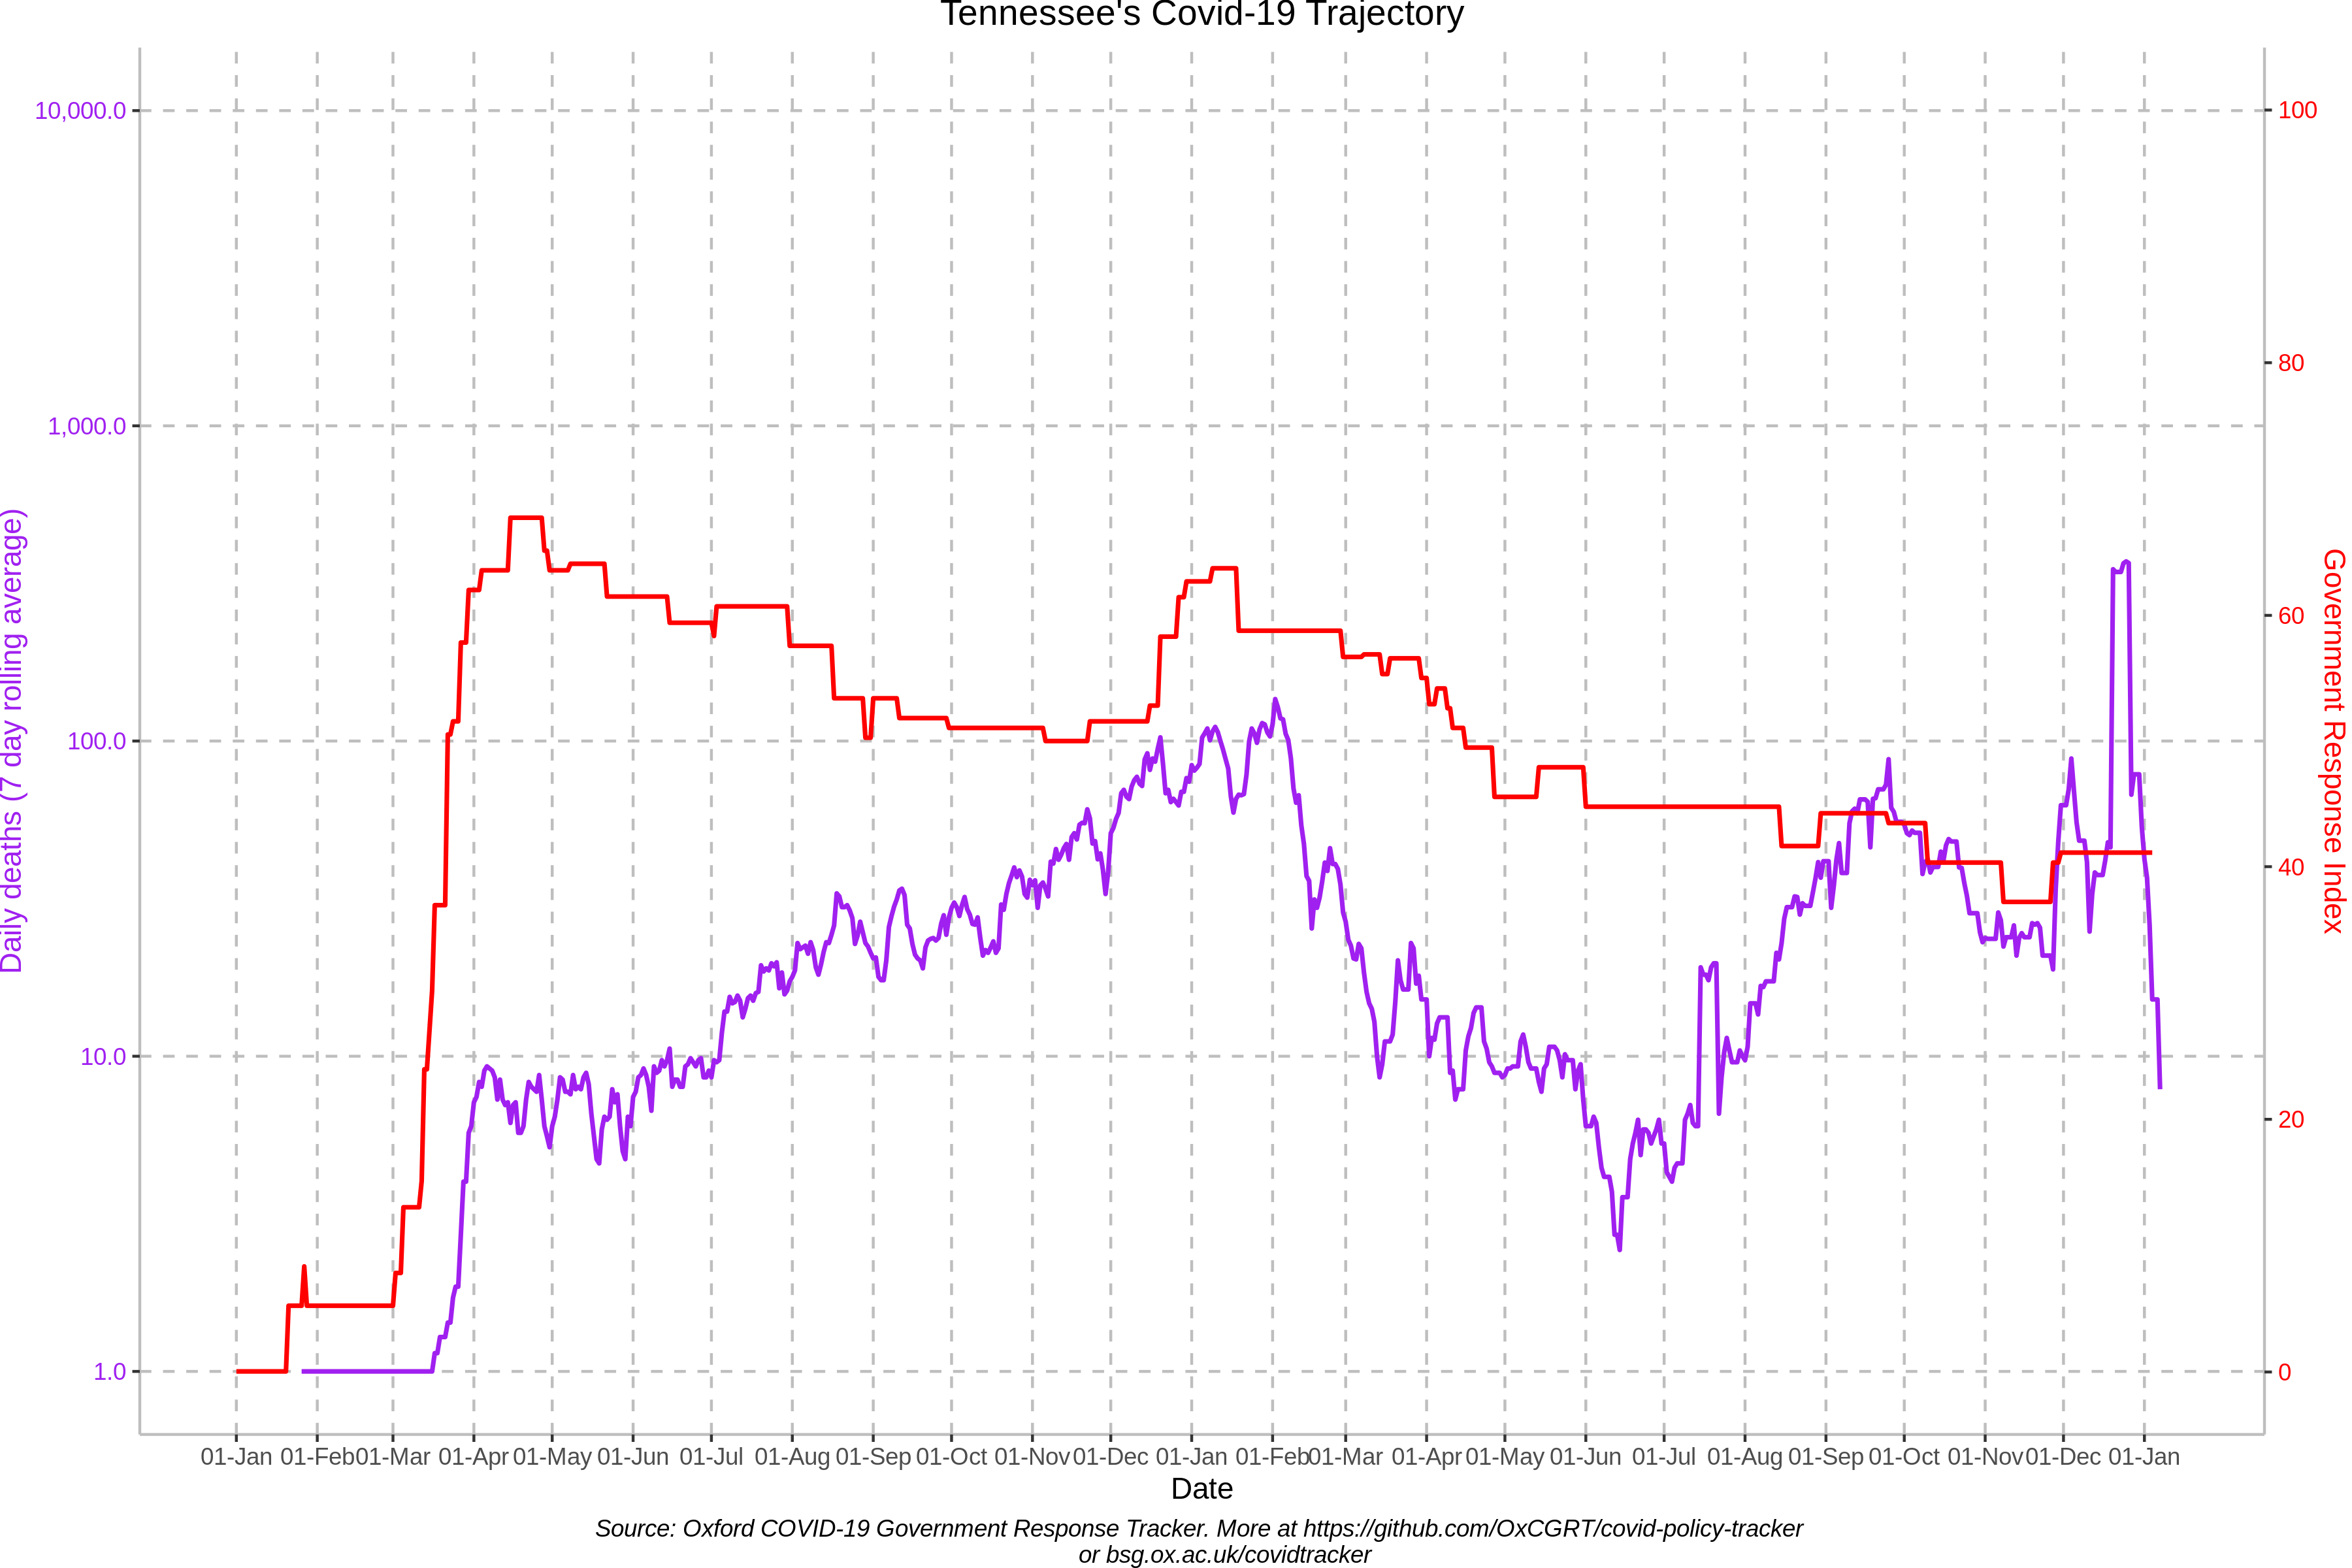 Tennessee's Covid-19 Trajectory
10,000.0
1,000.0
100.0
10.0
1.0
Daily deaths (7 day rolling average)
100
80
60
40
20
0
Government Response Index
01-Jan 01-Feb 01-Mar 01-Apr 01-May 01-Jun 01-Jul 01-Aug 01-Sep 01-Oct 01-Nov 01-Dec 01-Jan 01-Feb 01-Mar 01-Apr 01-May 01-Jun 01-Jul 01-Aug 01-Sep 01-Oct 01-Nov 01-Dec 01-Jan
Date
Source: Oxford COVID-19 Government Response Tracker. More at https://github.com/OxCGRT/covid-policy-tracker
or bsg.ox.ac.uk/covidtracker